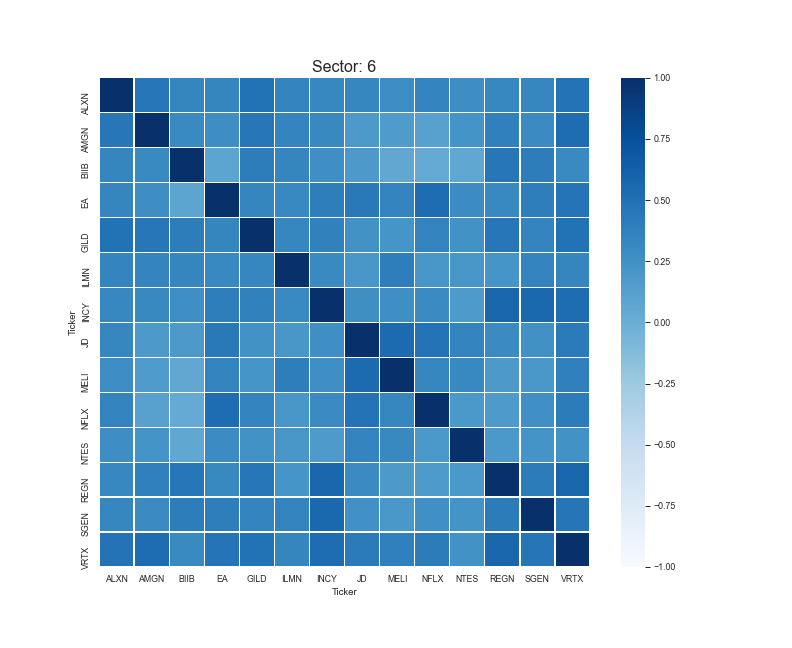 Sector: 6
ALXN
AMGN
BIIB
EA
GILD
ILMN
INCY
JD
MELI
NFLX
NTES
REGN
SGEN
VRTX
Ticker
ALXN AMGN BIIB EA GILD ILMN INCY JD MELI NFLX NTES REGN SGEN VRTX
Ticker
1.00
0.75
0.50
0.25
0.00
−0.25
−0.50
−0.75
−1.00